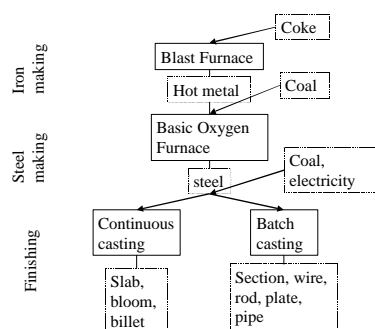 Coke
Iron
making
Blast Furnace
Hot metal
Coal
Steel
making
Basic Oxygen
Furnace
steel
Coal,
electricity
Finishing
Continuous
casting
Batch
casting
Slab,
bloom,
billet
Section, wire,
rod, plate,
pipe